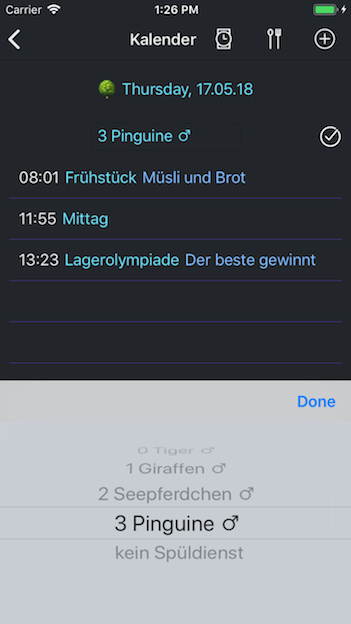 Carrier 1:26 PM
Kalender
Thursday, 17.05.18
3 Pinguine ♂
08:01 Frühstück Müsli und Brot
11:55 Mittag
13:23 Lagerolympiade Der beste gewinnt
Done
0 Tiger ♂
1 Giraffen ♂
2 Seepferdchen ♂
3 Pinguine ♂
kein Spüldienst